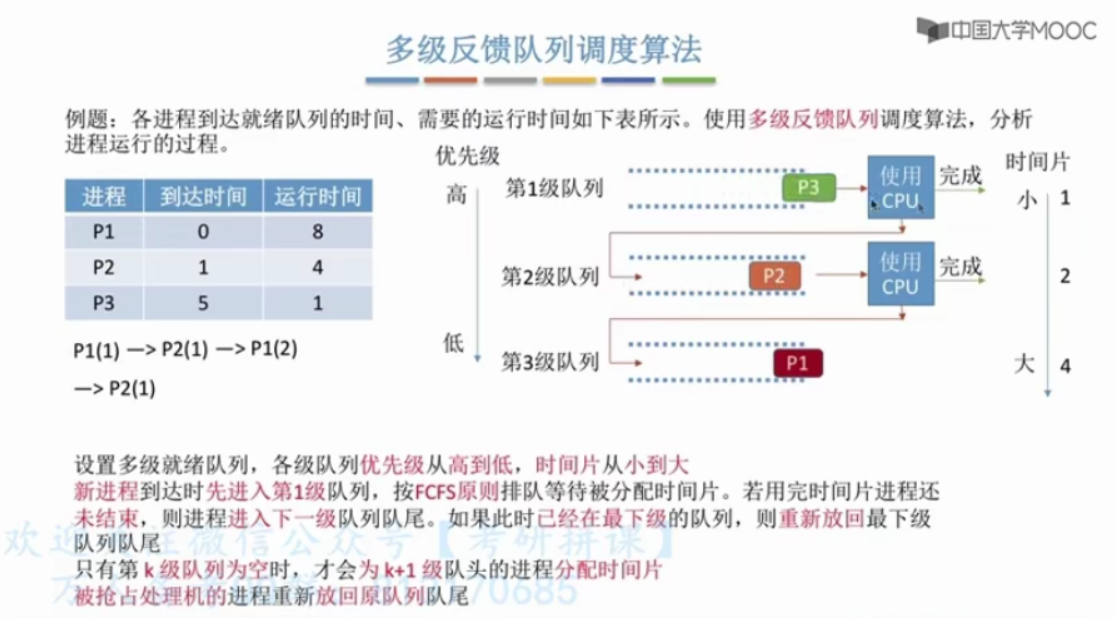 中国大学MOOC
多级反馈队列调度算法
例题：各进程到达就绪队列的时间、需要的运行时间如下表所示。使用多级反馈队列调度算法，分析
进程运行的过程。
进程 到达时间 运行时间
P1 0 8
P2 1 4
P3 5 1
P1(1) —> P2(1) —> P1(2)
—> P2(1)
优先级
高
低
第1级队列
P3
使用
CPU
完成
第2级队列
P2
使用
CPU
完成
第3级队列
P1
时间片
小 1
2
大 4
设置多级就绪队列，各级队列优先级从高到低，时间片从小到大
新进程到达时先进入第1级队列，按FCFS原则排队等待被分配时间片。若用完时间片进程还
未结束，则进程进入下一级队列队尾。如果此时已经在最下级的队列，则重新放回最下级
队列队尾
只有第 k 级队列为空时，才会为 k+1 级队头的进程分配时间片
被抢占处理机的进程重新放回原队列队尾
微信公众号【考研拼课】
70685